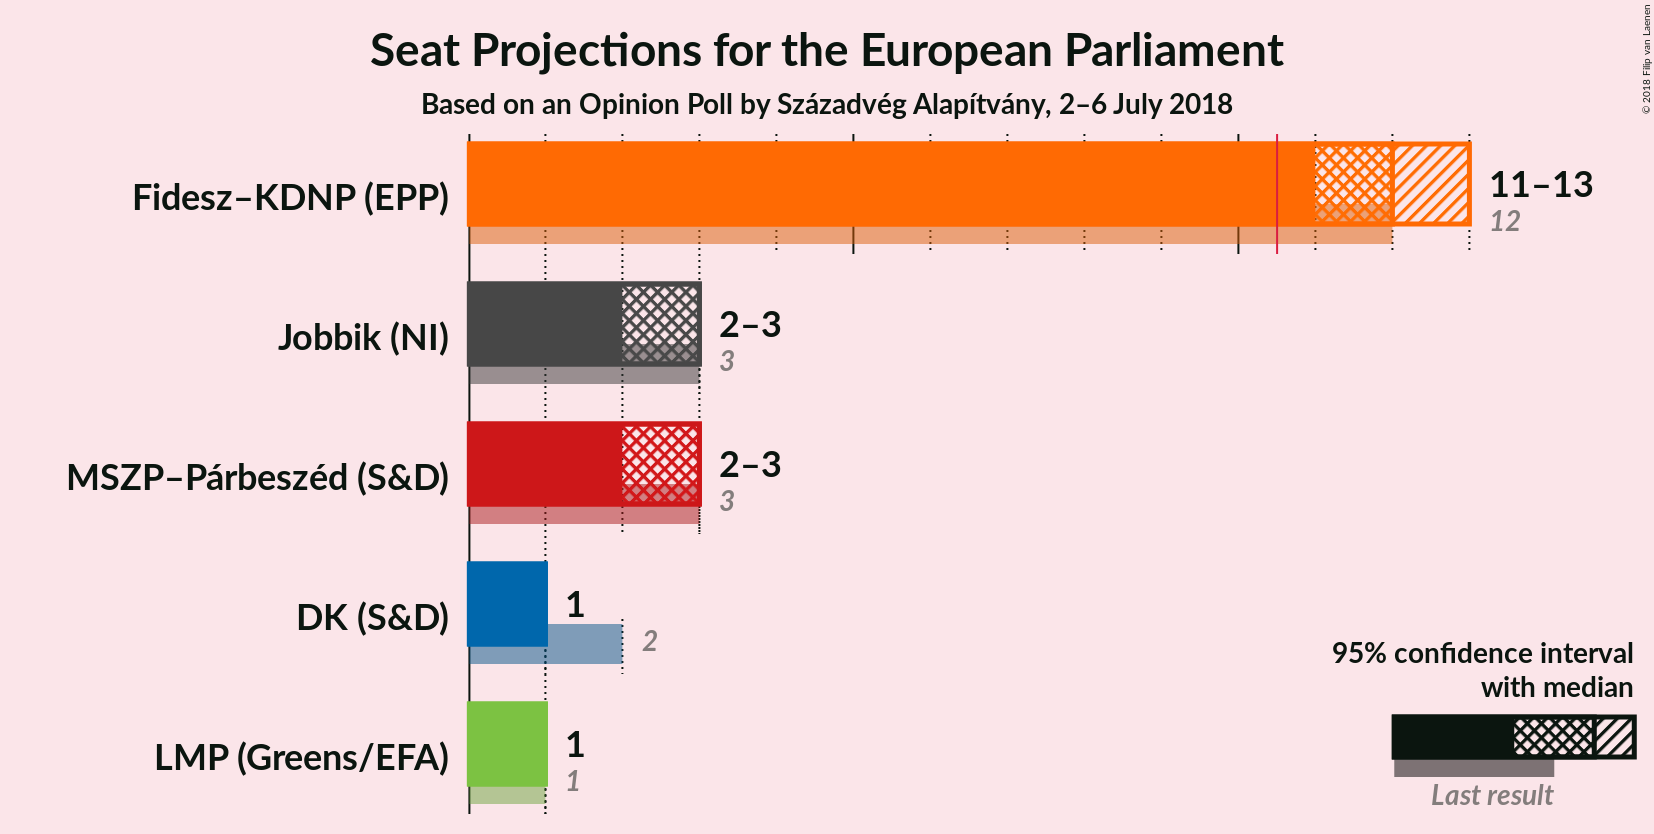 Seat Projections for the European Parliament
Based on an Opinion Poll by Századvég Alapítvány, 2–6 July 2018
© 2018 Filip van Laenen
Fidesz–KDNP (EPP)
11–13
12
Jobbik (NI)
2–3
3
MSZP–Párbeszéd (S&D)
2–3
3
DK (S&D)
1
2
LMP (Greens/EFA)
1
1
95% confidence interval
with median
Last result